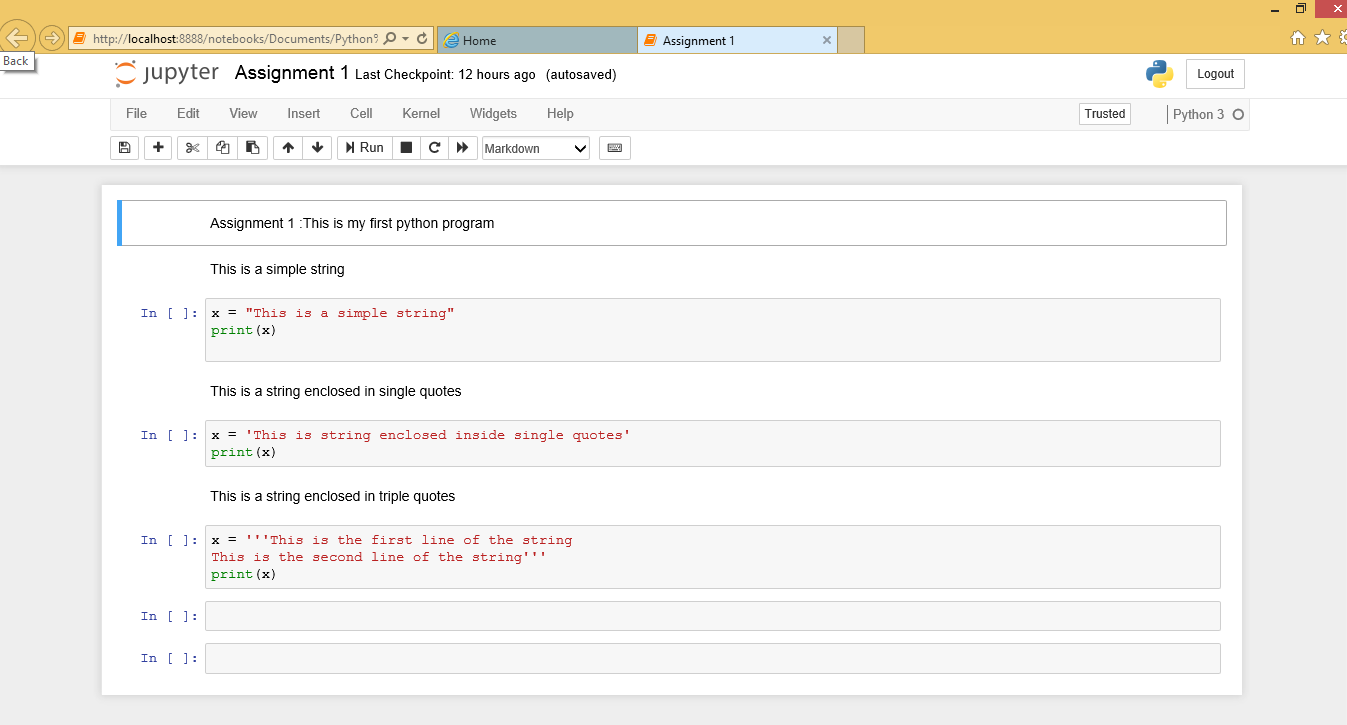 http://localhost:8888/notebooks/Documents/Python
Home
Assignment 1
Back
jupyter Assignment 1 Last Checkpoint: 12 hours ago (autosaved)
Logout
File Edit View Insert Cell Kernel Widgets Help
Trusted
Python 3
Run
Markdown
Assignment 1 :This is my first python program
This is a simple string
In [ ]: x = "This is a simple string"
print(x)
This is a string enclosed in single quotes
In [ ]: x = 'This is string enclosed inside single quotes'
print(x)
This is a string enclosed in triple quotes
In [ ]: x = '''This is the first line of the string
This is the second line of the string'''
print(x)
In [ ]:
In [ ]: